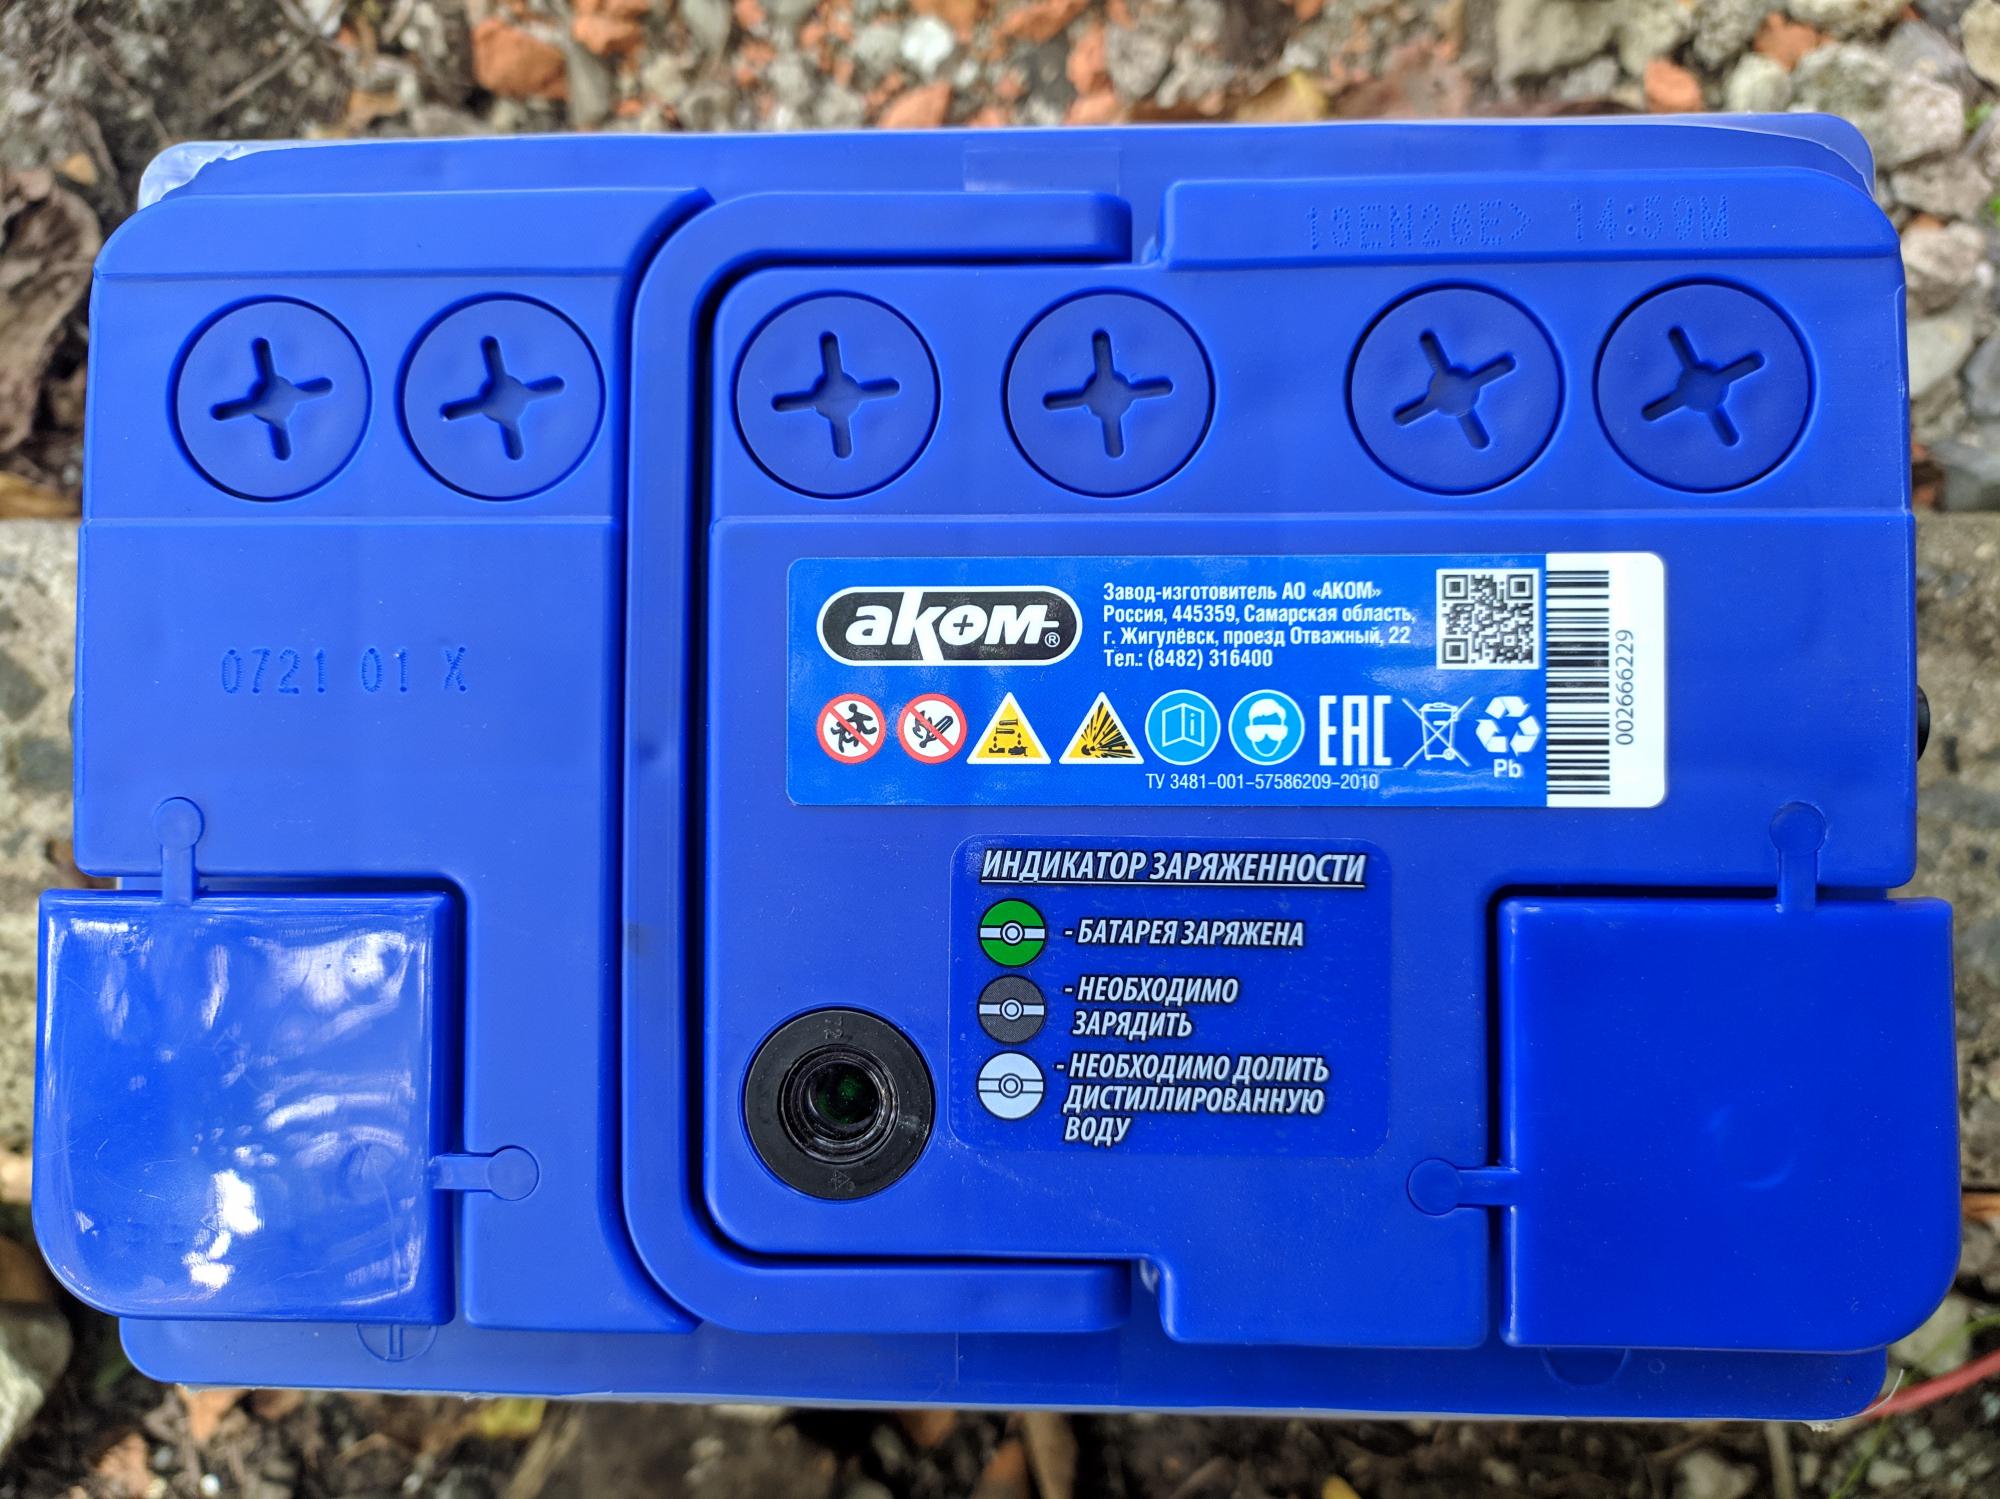 13EN26E> 14:59M
0721 01 X
аком ®
Завод-изготовитель АО «АКОМ»
Россия, 445359, Самарская область,
г. Жигулёвск, проезд Отважный, 22
Тел.: (8482) 316400
EAC
Pb
ТУ 3481-001-57586209-2010
002666229
ИНДИКАТОР ЗАРЯЖЕННОСТИ
- БАТАРЕЯ ЗАРЯЖЕНА
- НЕОБХОДИМО
ЗАРЯДИТЬ
- НЕОБХОДИМО ДОЛИТЬ
ДИСТИЛЛИРОВАННУЮ
ВОДУ